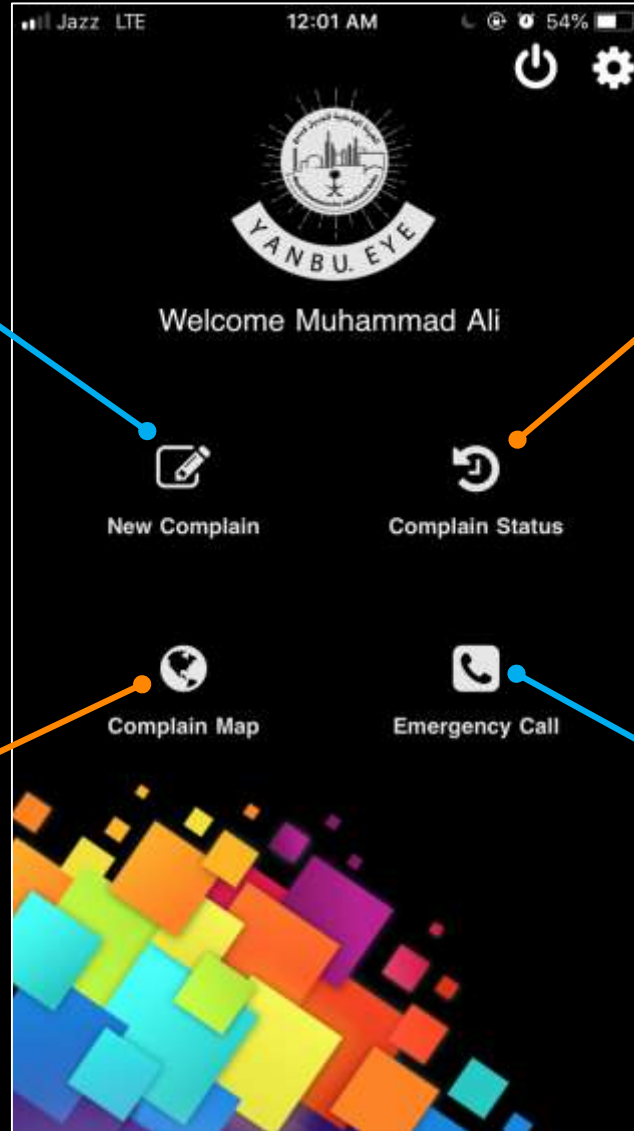 Jazz LTE 12:01 AM 54%
YANBU. EYE
Welcome Muhammad Ali
New Complain Complain Status
Complain Map Emergency Call